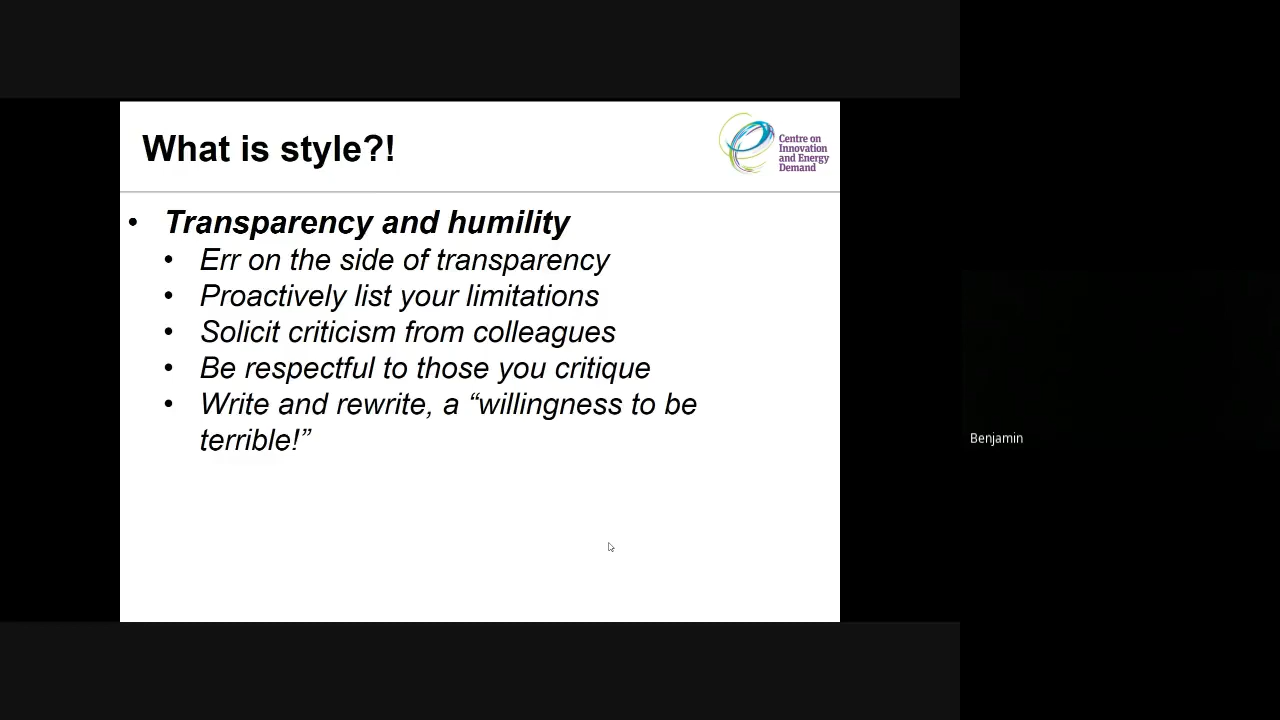 What is style?!
Centre on
Innovation
and Energy
Demand
• Transparency and humility
• Err on the side of transparency
• Proactively list your limitations
• Solicit criticism from colleagues
• Be respectful to those you critique
• Write and rewrite, a “willingness to be
terrible!”
Benjamin